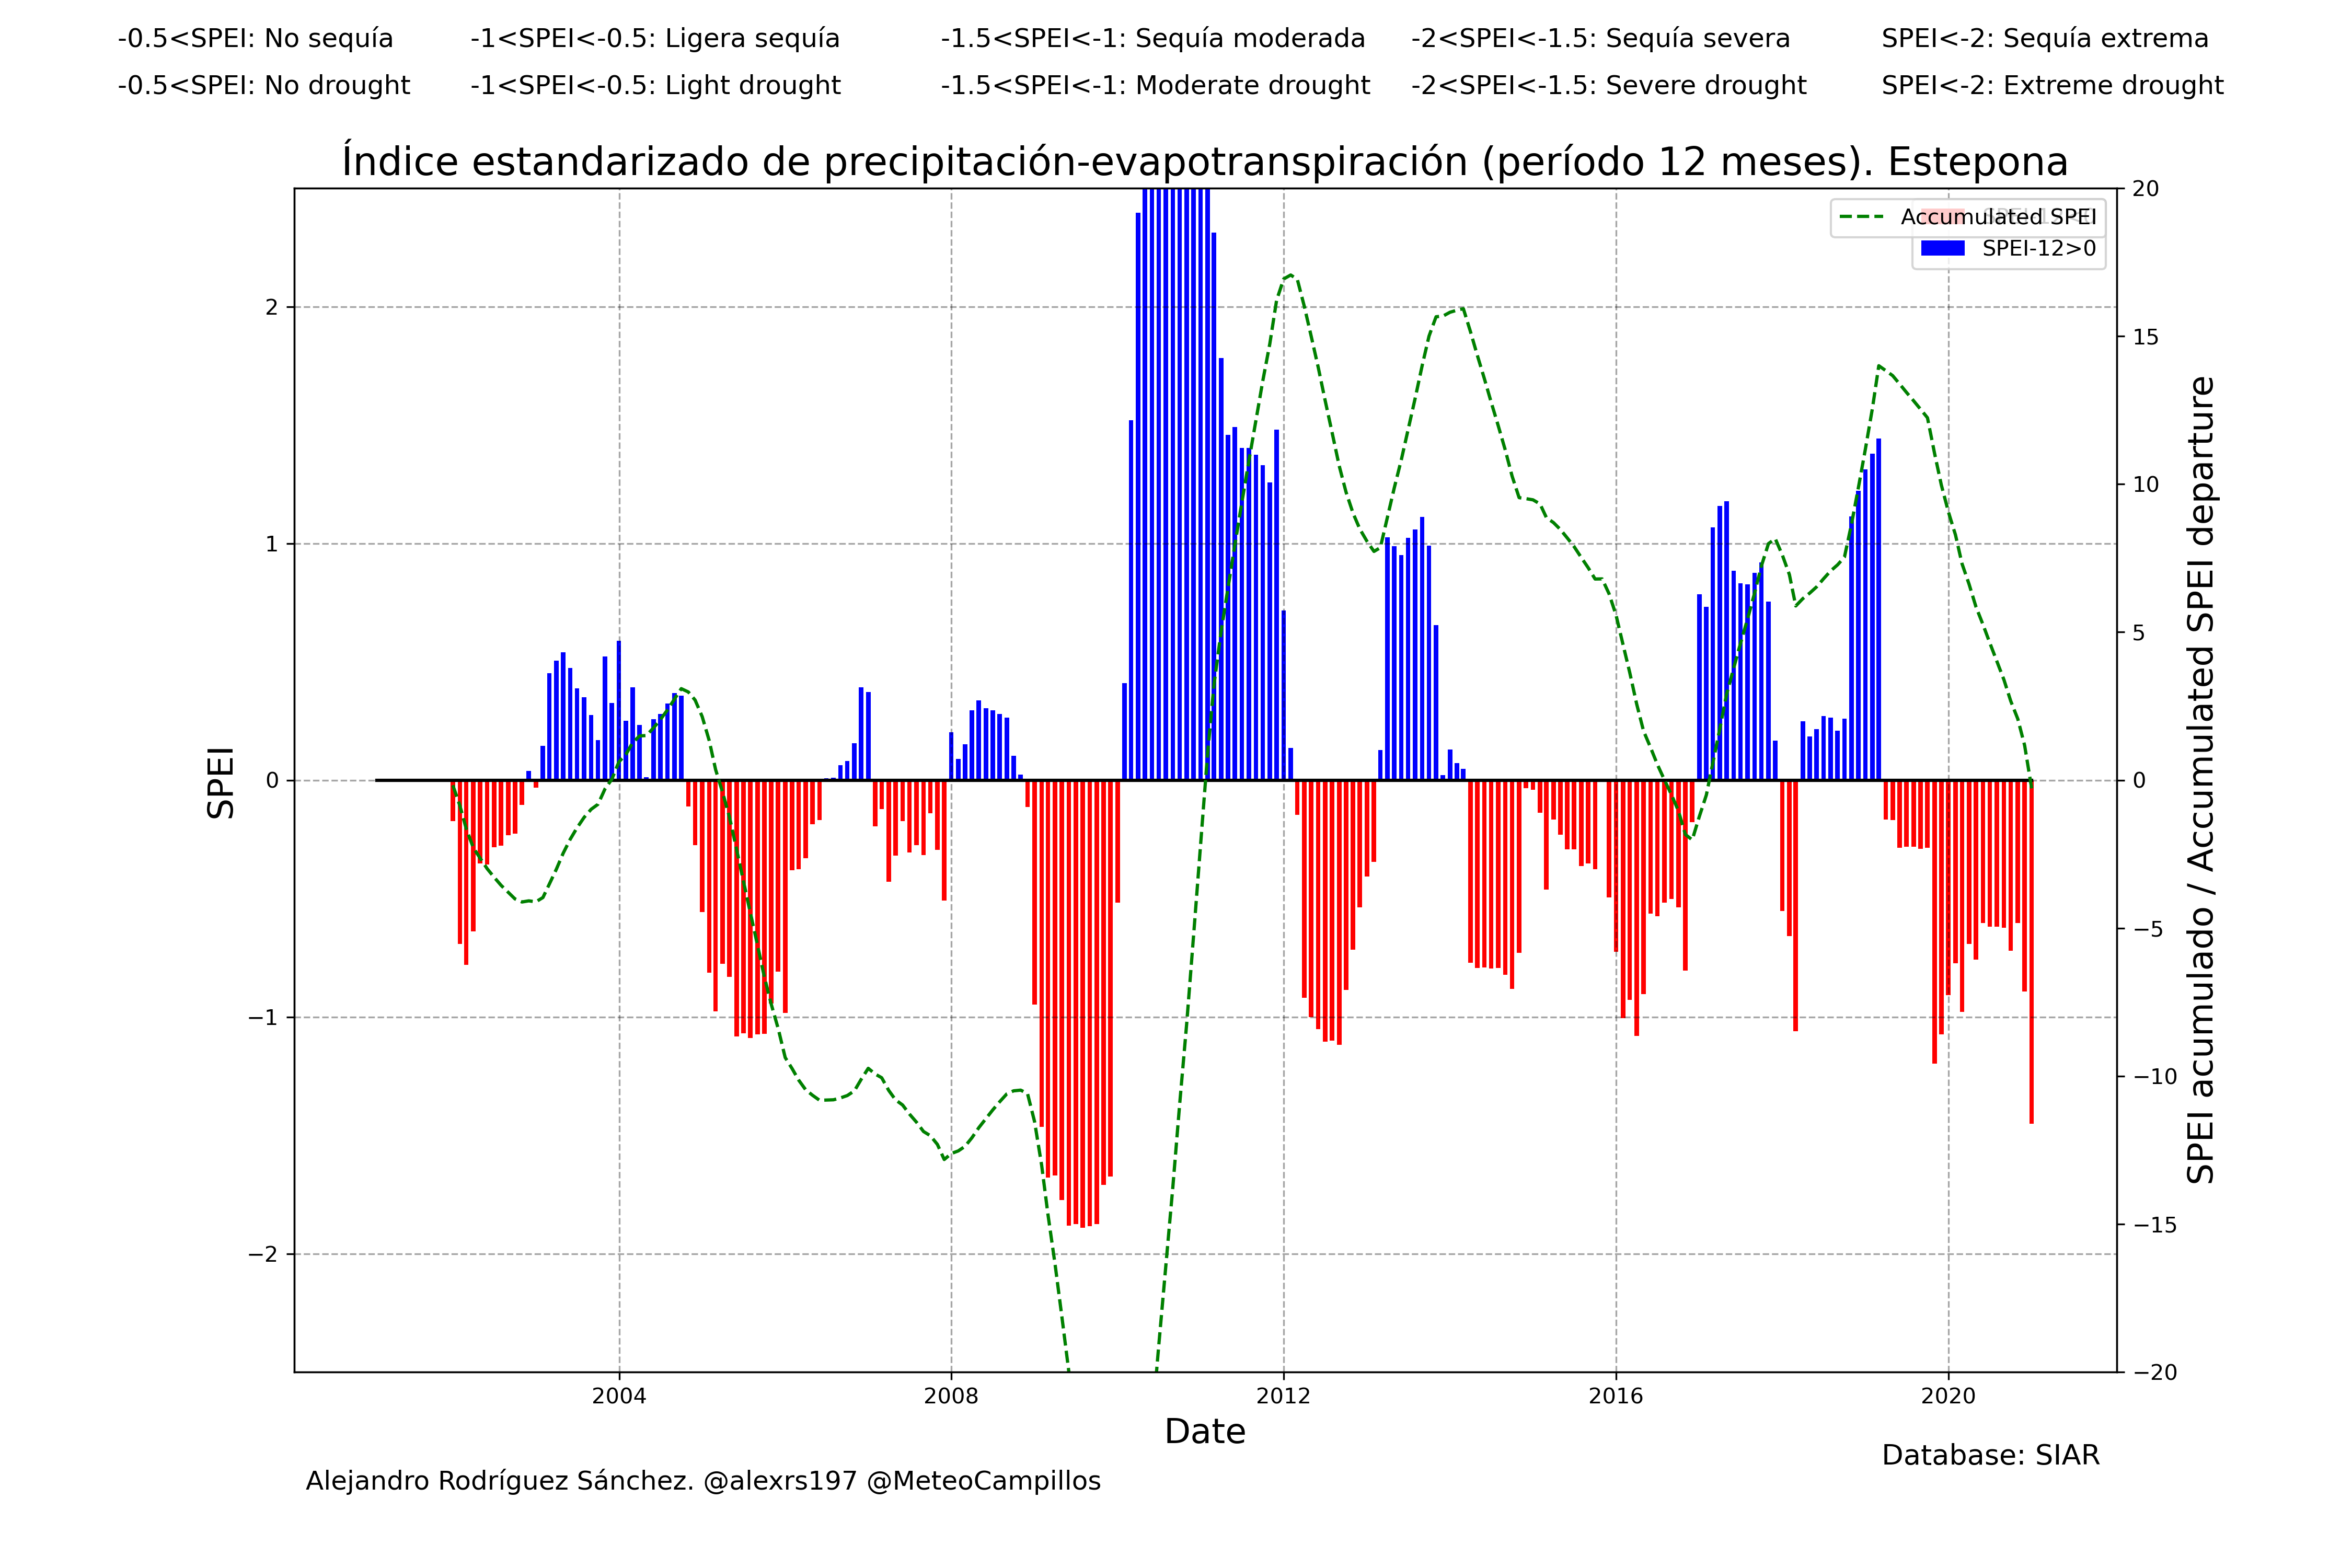 -0.5<SPEI: No sequía -1<SPEI<-0.5: Ligera sequía -1.5<SPEI<-1: Sequía moderada -2<SPEI<-1.5: Sequía severa SPEI<-2: Sequía extrema
-0.5<SPEI: No drought -1<SPEI<-0.5: Light drought -1.5<SPEI<-1: Moderate drought -2<SPEI<-1.5: Severe drought SPEI<-2: Extreme drought
Índice estandarizado de precipitación-evapotranspiración (período 12 meses). Estepona
Accumulated SPEI
SPEI-12>0
SPEI
2
1
0
−1
−2
20
15
10
5
0
−5
−10
−15
−20
SPEI acumulado / Accumulated SPEI departure
2004 2008 2012 2016 2020
Date
Database: SIAR
Alejandro Rodríguez Sánchez. @alexrs197 @MeteoCampillos